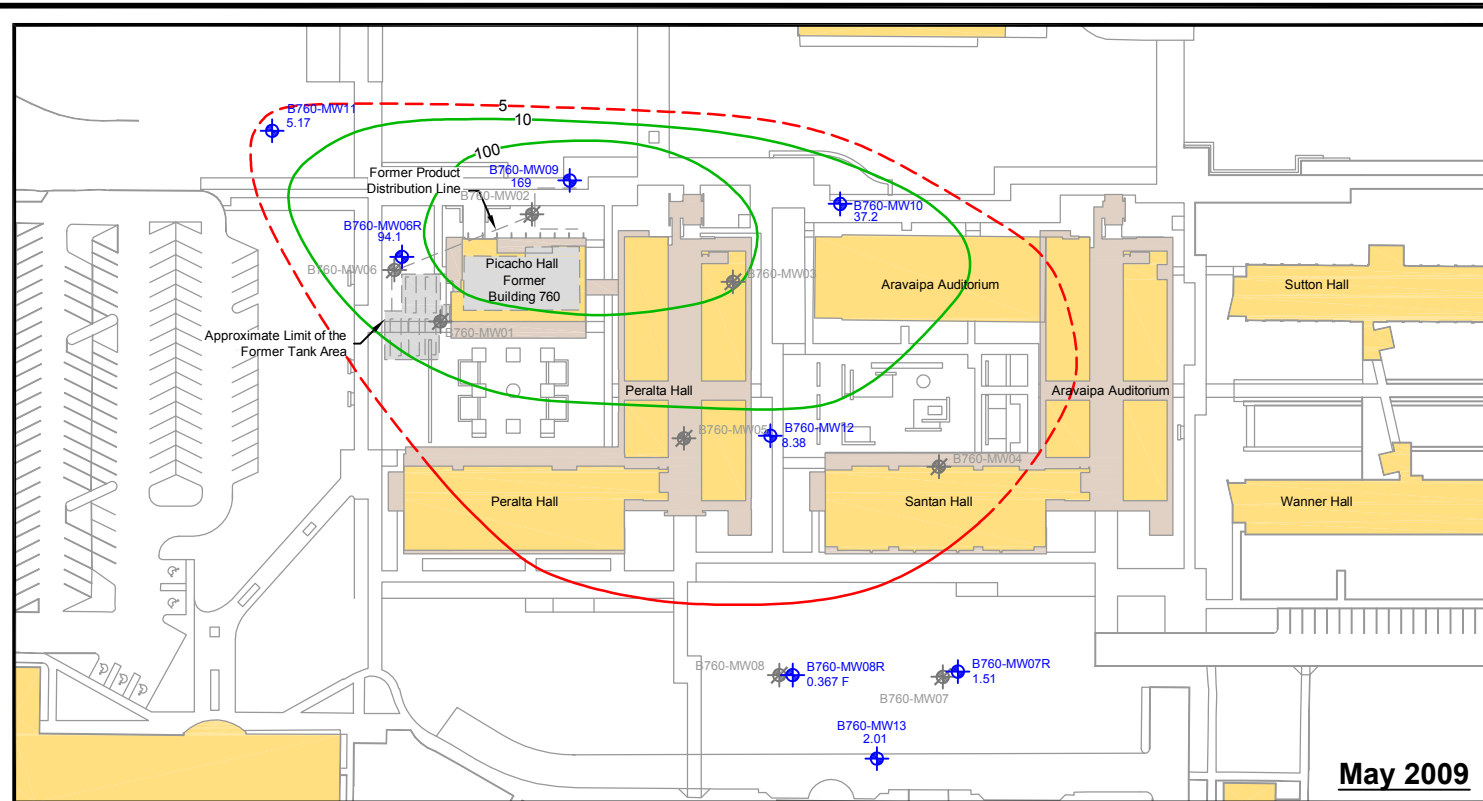 5
B760-MW11
5.17
10
100
Former Product
Distribution Line
B760-MW09
169
B760-MW02
B760-MW10
37.2
B760-MW06R
94.1
B760-MW06
Picacho Hall
Former
Building 760
B760-MW03
Aravaipa Auditorium
Sutton Hall
Approximate Limit of the
Former Tank Area
B760-MW01
Peralta Hall
Aravaipa Auditorium
B760-MW05
B760-MW12
8.38
B760-MW04
Peralta Hall
Santan Hall
Wanner Hall
B760-MW08
B760-MW08R
0.367 F
B760-MW07R
1.51
B760-MW07
B760-MW13
2.01
May 2009